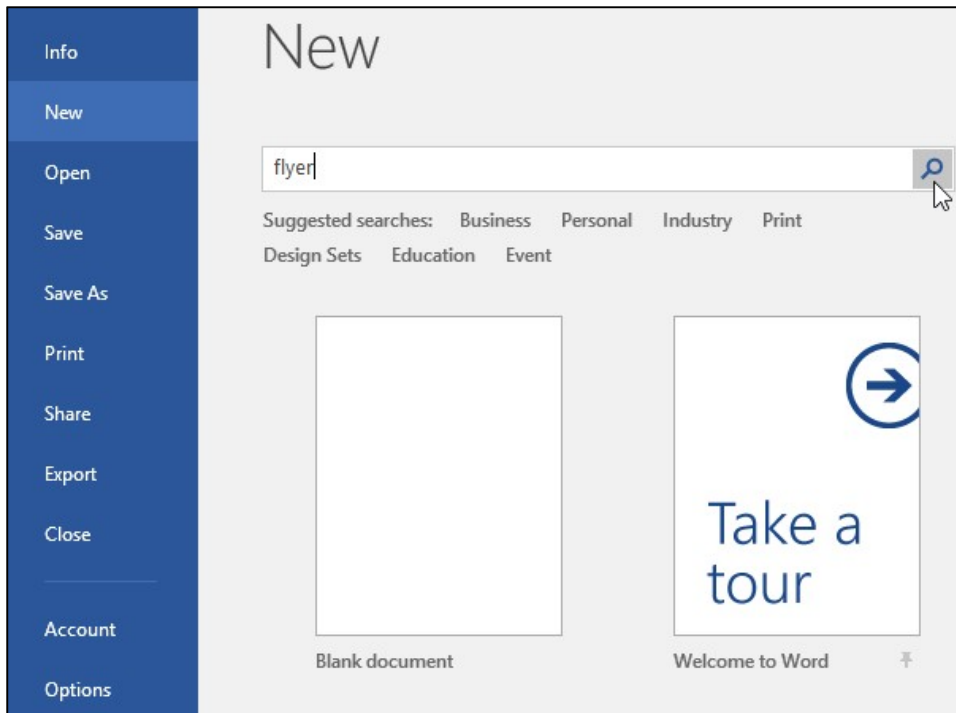 Info
New
Open
Save
Save As
Print
Share
Export
Close
Account
Options
New
flyer
Suggested searches: Business Personal Industry Print
Design Sets Education Event
Take a
tour
Blank document
Welcome to Word